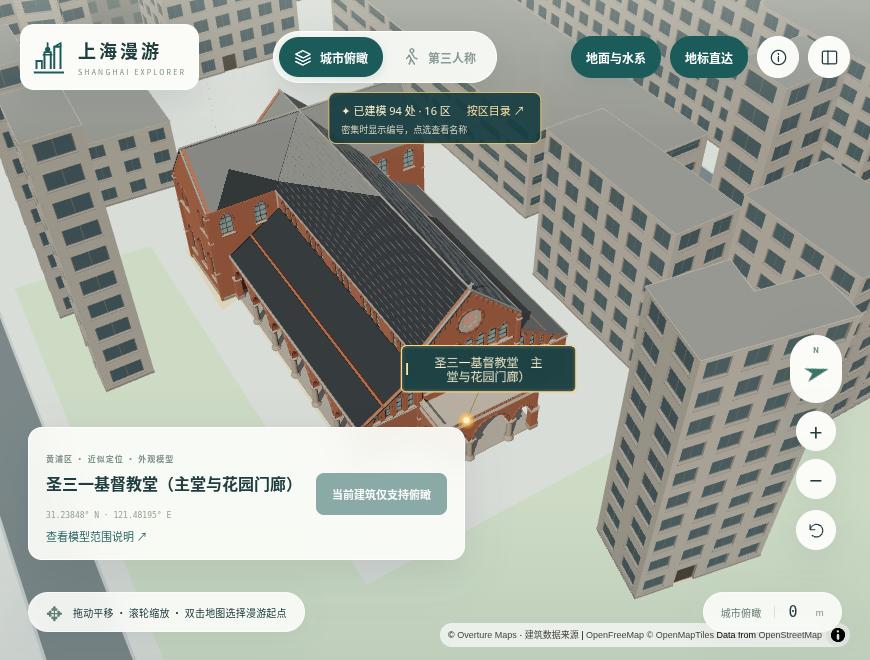 上海漫游
SHANGHAI EXPLORER
城市俯瞰
第三人称
地面与水系
地标直达
✦ 已建模 94 处 · 16 区 按区目录 ↗
密集时显示编号，点选查看名称
圣三一基督教堂 主
堂与花园门廊）
N
+
−
黄浦区 · 近似定位 · 外观模型
圣三一基督教堂（主堂与花园门廊）
当前建筑仅支持俯瞰
31.23848° N · 121.48195° E
查看模型范围说明 ↗
拖动平移 · 滚轮缩放 · 双击地图选择漫游起点
城市俯瞰 0 m
© Overture Maps · 建筑数据来源 | OpenFreeMap © OpenMapTiles Data from OpenStreetMap